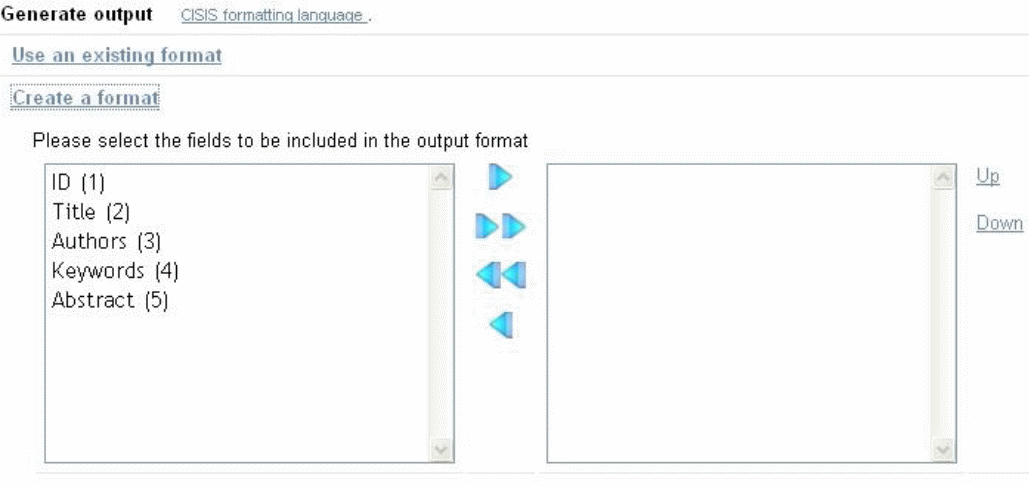 Generate output CISIS formatting language .
Use an existing format
Create a format
Please select the fields to be included in the output format
ID (1)
Title (2)
Authors (3)
Keywords (4)
Abstract (5)
Up
Down